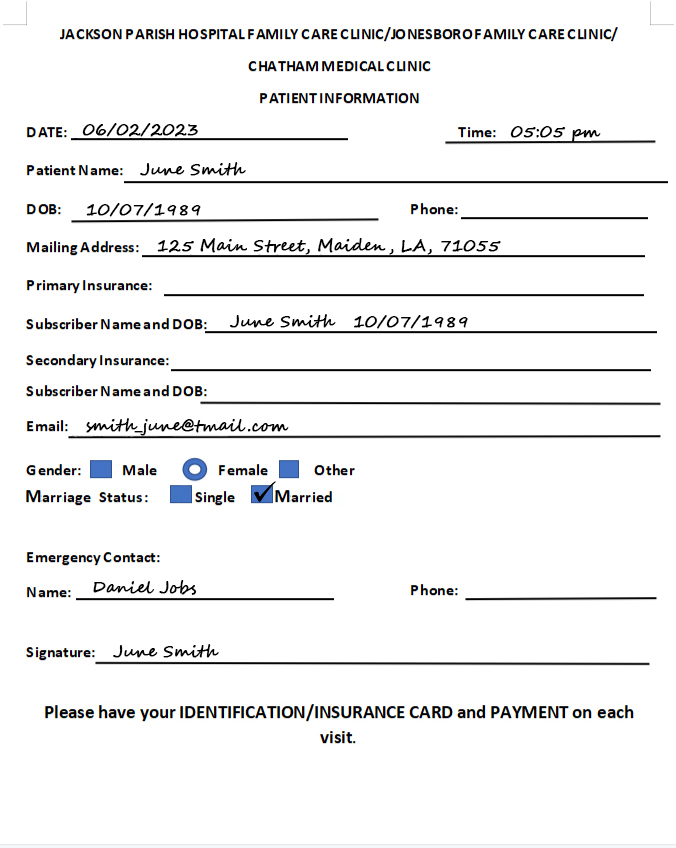 JACKSON PARISH HOSPITAL FAMILY CARE CLINIC/JONESBORO FAMILY CARE CLINIC/
CHATHAM MEDICAL CLINIC
PATIENT INFORMATION
DATE: 06/02/2023 Time: 05:05 pm
Patient Name: June Smith
DOB: 10/07/1989 Phone:
Mailing Address: 125 Main Street, Maiden, LA, 71055
Primary Insurance:
Subscriber Name and DOB: June Smith 10/07/1989
Secondary Insurance:
Subscriber Name and DOB:
Email: smith_june@tmail.com
Gender: Male Female Other
Marriage Status: Single Married
Emergency Contact:
Name: Daniel Jobs Phone:
Signature: June Smith
Please have your IDENTIFICATION/INSURANCE CARD and PAYMENT on each
visit.